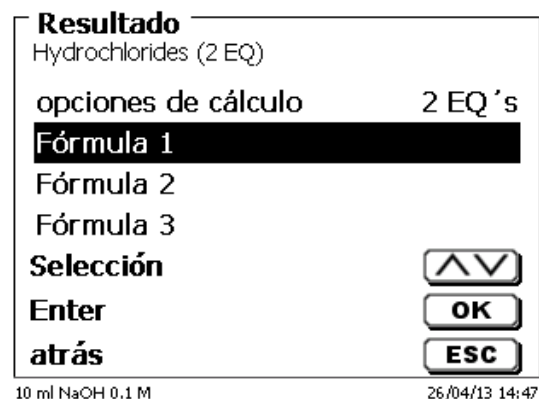 Resultado
Hydrochlorides (2 EQ)
opciones de cálculo 2 EQ´s
Fórmula 1
Fórmula 2
Fórmula 3
Selección
Enter OK
atrás ESC
10 ml NaOH 0.1 M 26/04/13 14:47